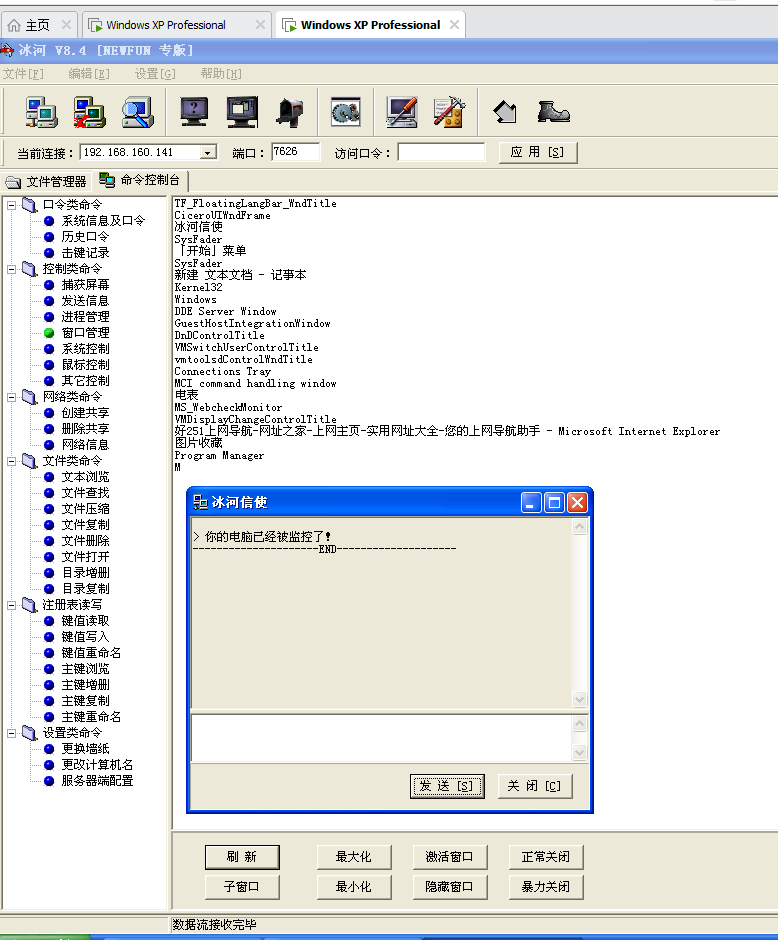 主页
Windows XP Professional
Windows XP Professional
冰河 V8.4 [NEWFUN 专版]
文件[F] 编辑[E] 设置[G] 帮助[H]
当前连接: 192.168.160.141 端口: 7626 访问口令: 应 用 [S]
文件管理器 命令控制台
口令类命令
系统信息及口令
历史口令
击键记录
控制类命令
捕获屏幕
发送信息
进程管理
窗口管理
系统控制
鼠标控制
其它控制
网络类命令
创建共享
删除共享
网络信息
文件类命令
文本浏览
文件查找
文件压缩
文件复制
文件删除
文件打开
目录增删
目录复制
注册表读写
键值读取
键值写入
键值重命名
主键浏览
主键增删
主键复制
主键重命名
设置类命令
更换墙纸
更改计算机名
服务器端配置
TF_FloatingLangBar_WndTitle
CiceroUIWndFrame
冰河信使
SysFader
「开始」菜单
SysFader
新建 文本文档 - 记事本
Kernel32
Windows
DDE Server Window
GuestHostIntegrationWindow
DnDControlTitle
VMSwitchUserControlTitle
vmtoolsdControlWndTitle
Connections Tray
MCI command handling window
电表
MS_WebcheckMonitor
VMDisplayChangeControlTitle
好251上网导航-网址之家-上网主页-实用网址大全-您的上网导航助手 - Microsoft Internet Explorer
图片收藏
Program Manager
M
冰河信使
> 你的电脑已经被监控了!
---------------------END--------------------
发 送 [S] 关 闭 [C]
刷 新 最大化 激活窗口 正常关闭
子窗口 最小化 隐藏窗口 暴力关闭
数据流接收完毕